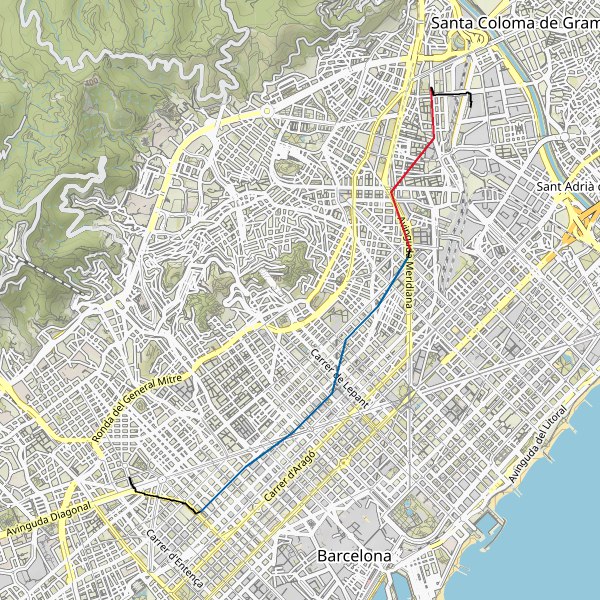 Santa Coloma de Gram
400
Sant Adrià d
Avinguda Meridiana
Carrer de Lepant
Ronda del General Mitre
Avinguda del Litoral
Carrer d'Aragó
Avinguda Diagonal
Carrer d'Entença
Barcelona